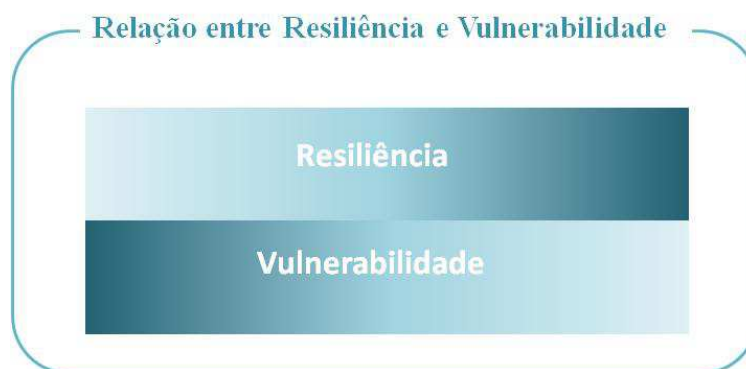 Relação entre Resiliência e Vulnerabilidade
Resiliência
Vulnerabilidade